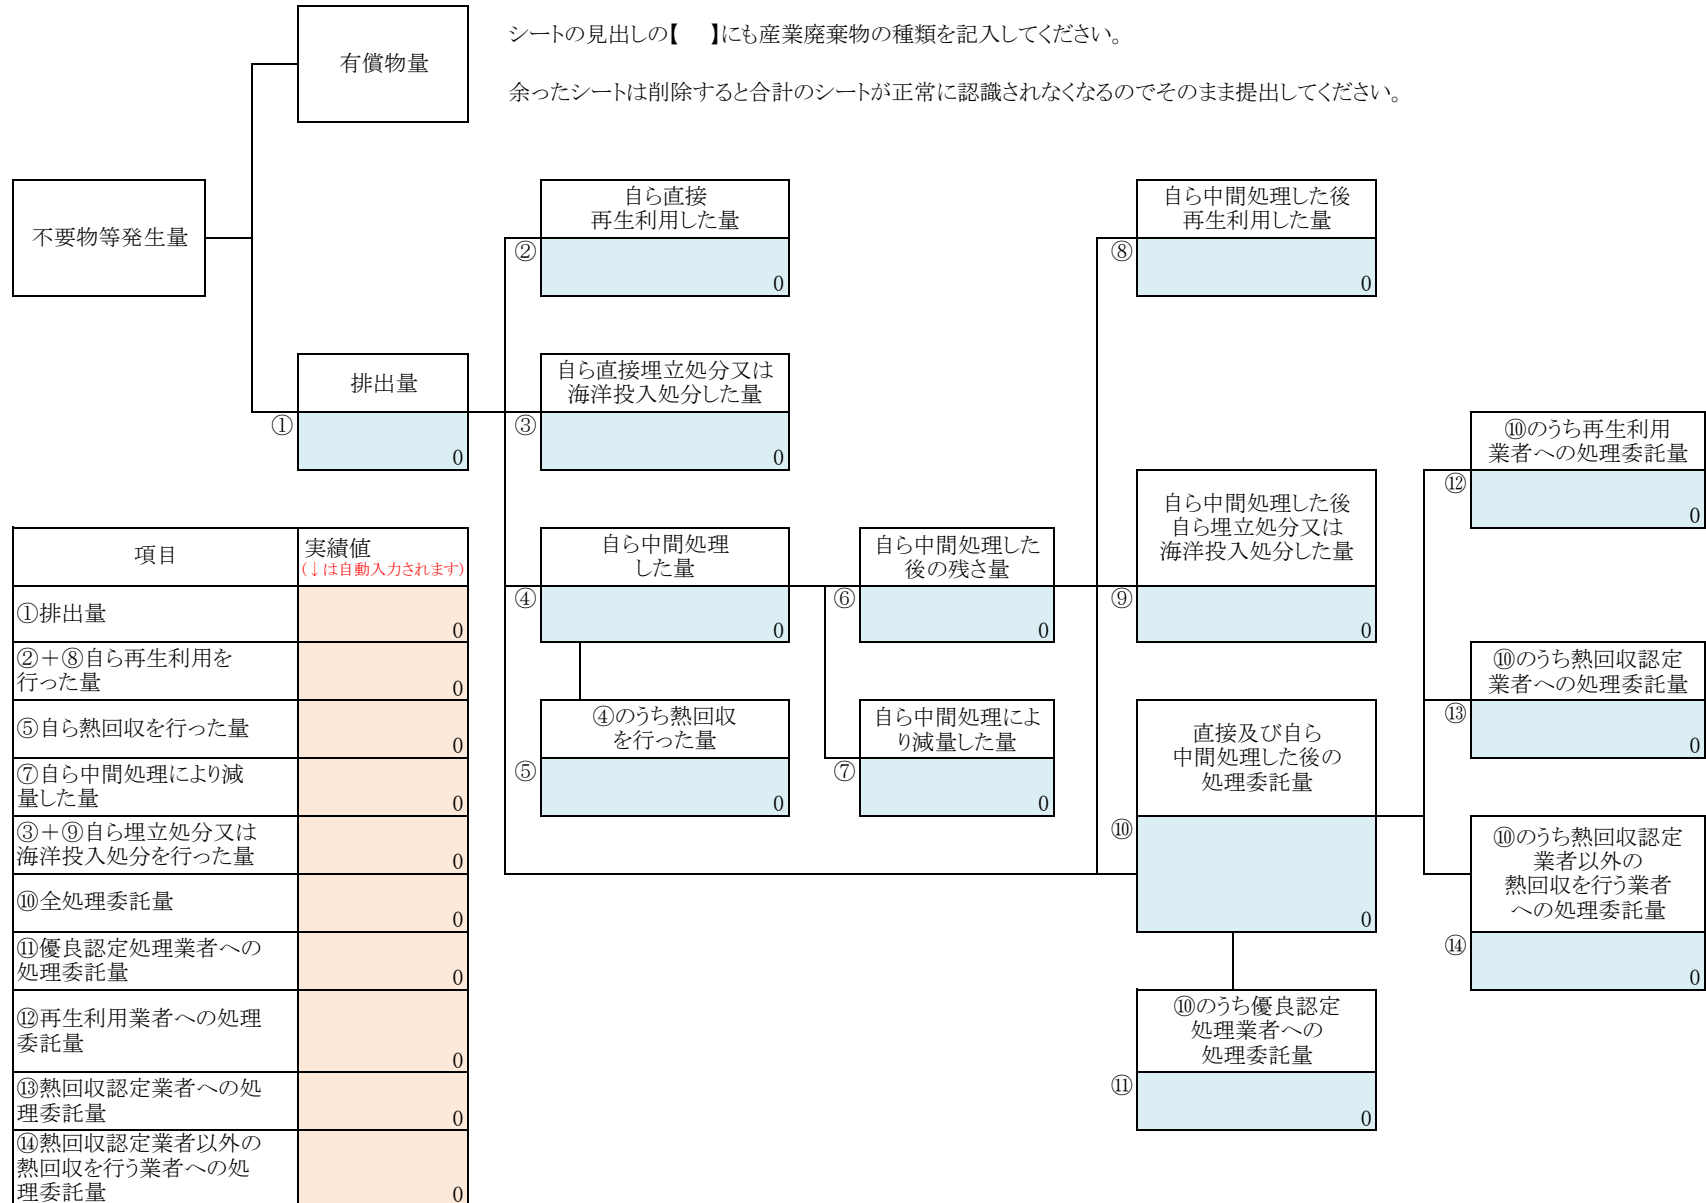 シートの見出しの【　】にも産業廃棄物の種類を記入してください。
余ったシートは削除すると合計のシートが正常に認識されなくなるのでそのまま提出してください。
有償物量
不要物等発生量
自ら直接
再生利用した量
②
0
自ら中間処理した後
再生利用した量
⑧
0
排出量
①
0
自ら直接埋立処分又は
海洋投入処分した量
③
0
⑩のうち再生利用
業者への処理委託量
⑫
0
自ら中間処理
した量
④
0
自ら中間処理した
後の残さ量
⑥
0
自ら中間処理した後
自ら埋立処分又は
海洋投入処分した量
⑨
0
⑩のうち熱回収認定
業者への処理委託量
⑬
0
④のうち熱回収
を行った量
⑤
0
自ら中間処理によ
り減量した量
⑦
0
直接及び自ら
中間処理した後の
処理委託量
⑩
0
⑩のうち熱回収認定
業者以外の
熱回収を行う業者
への処理委託量
⑭
0
⑩のうち優良認定
処理業者への
処理委託量
⑪
0
項目
実績値
(↓は自動入力されます)
①排出量
0
②＋⑧自ら再生利用を
行った量
0
⑤自ら熱回収を行った量
0
⑦自ら中間処理により減
量した量
0
③＋⑨自ら埋立処分又は
海洋投入処分を行った量
0
⑩全処理委託量
0
⑪優良認定処理業者への
処理委託量
0
⑫再生利用業者への処理
委託量
0
⑬熱回収認定業者への処
理委託量
0
⑭熱回収認定業者以外の
熱回収を行う業者への処
理委託量
0